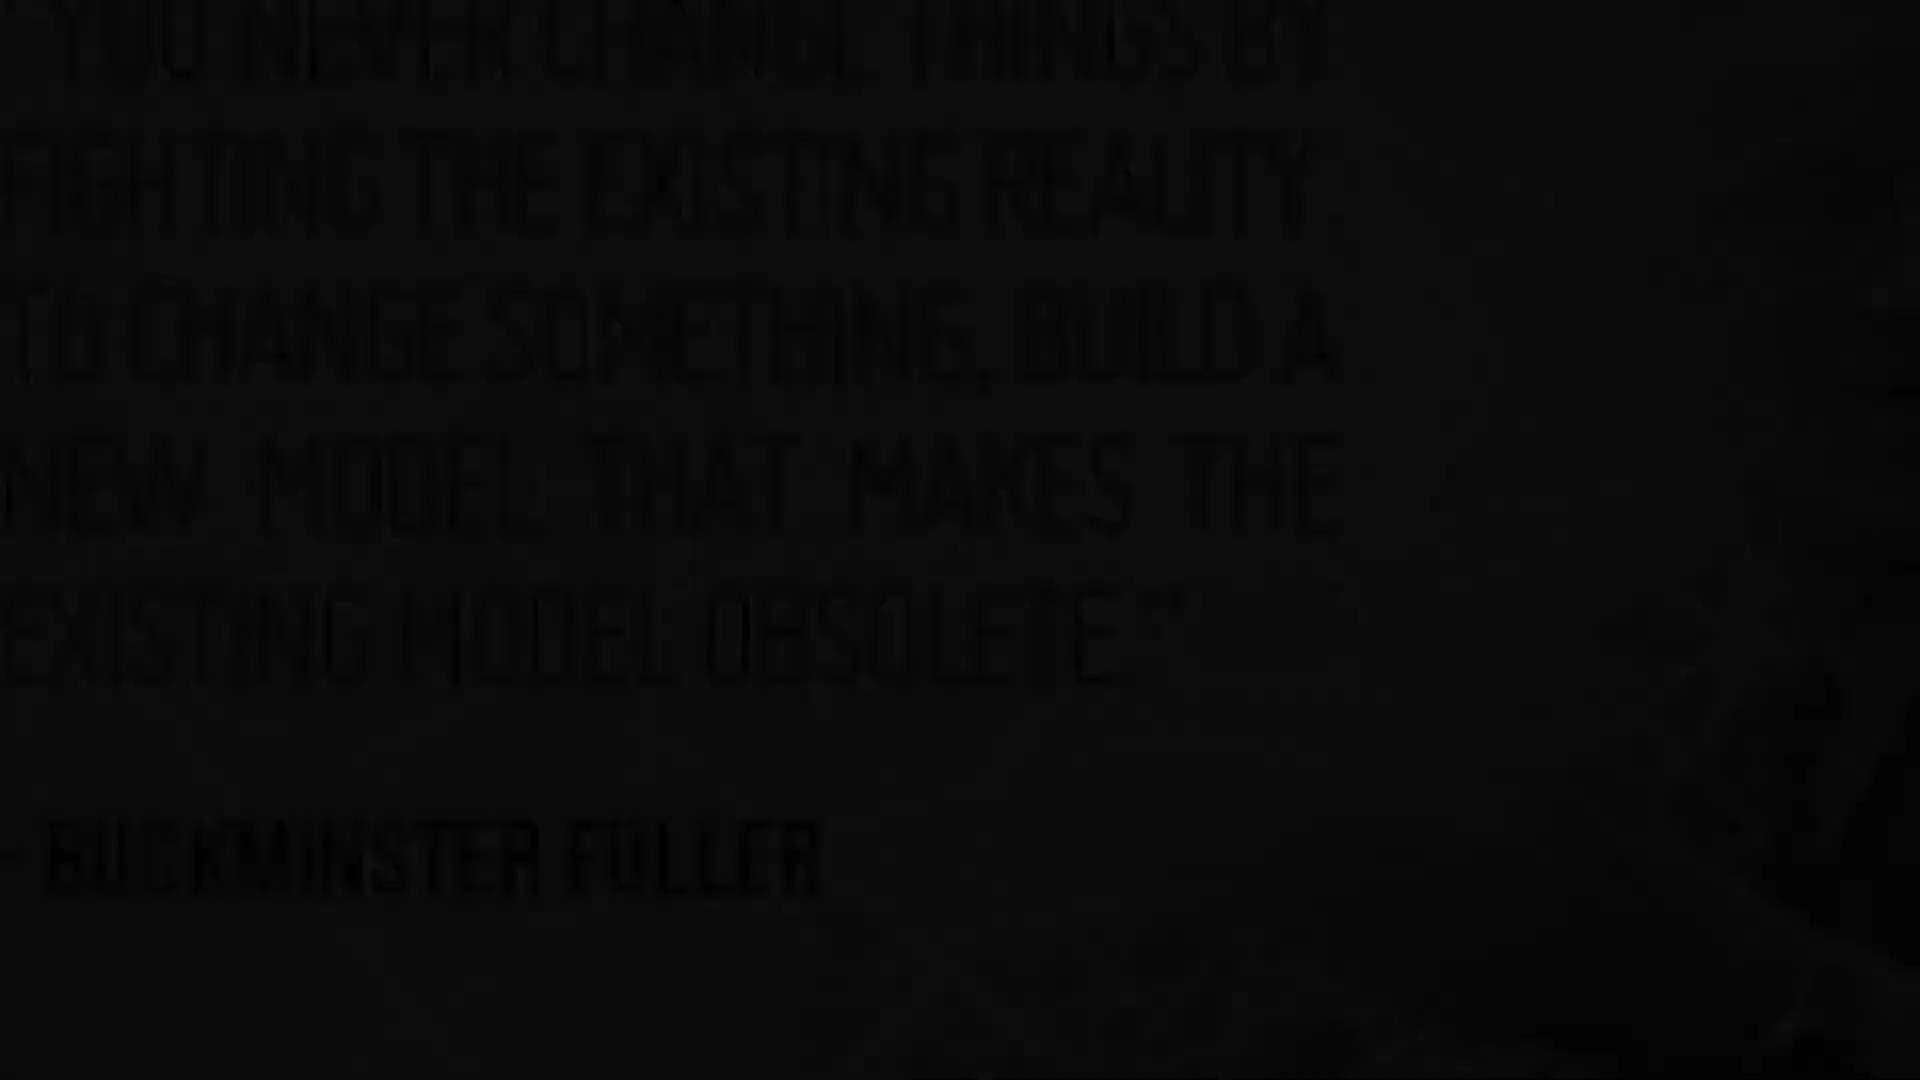 YOU NEVER CHANGE THINGS BY
FIGHTING THE EXISTING REALITY
TO CHANGE SOMETHING, BUILD A
NEW MODEL THAT MAKES THE
EXISTING MODEL OBSOLETE"
- BUCKMINSTER FULLER